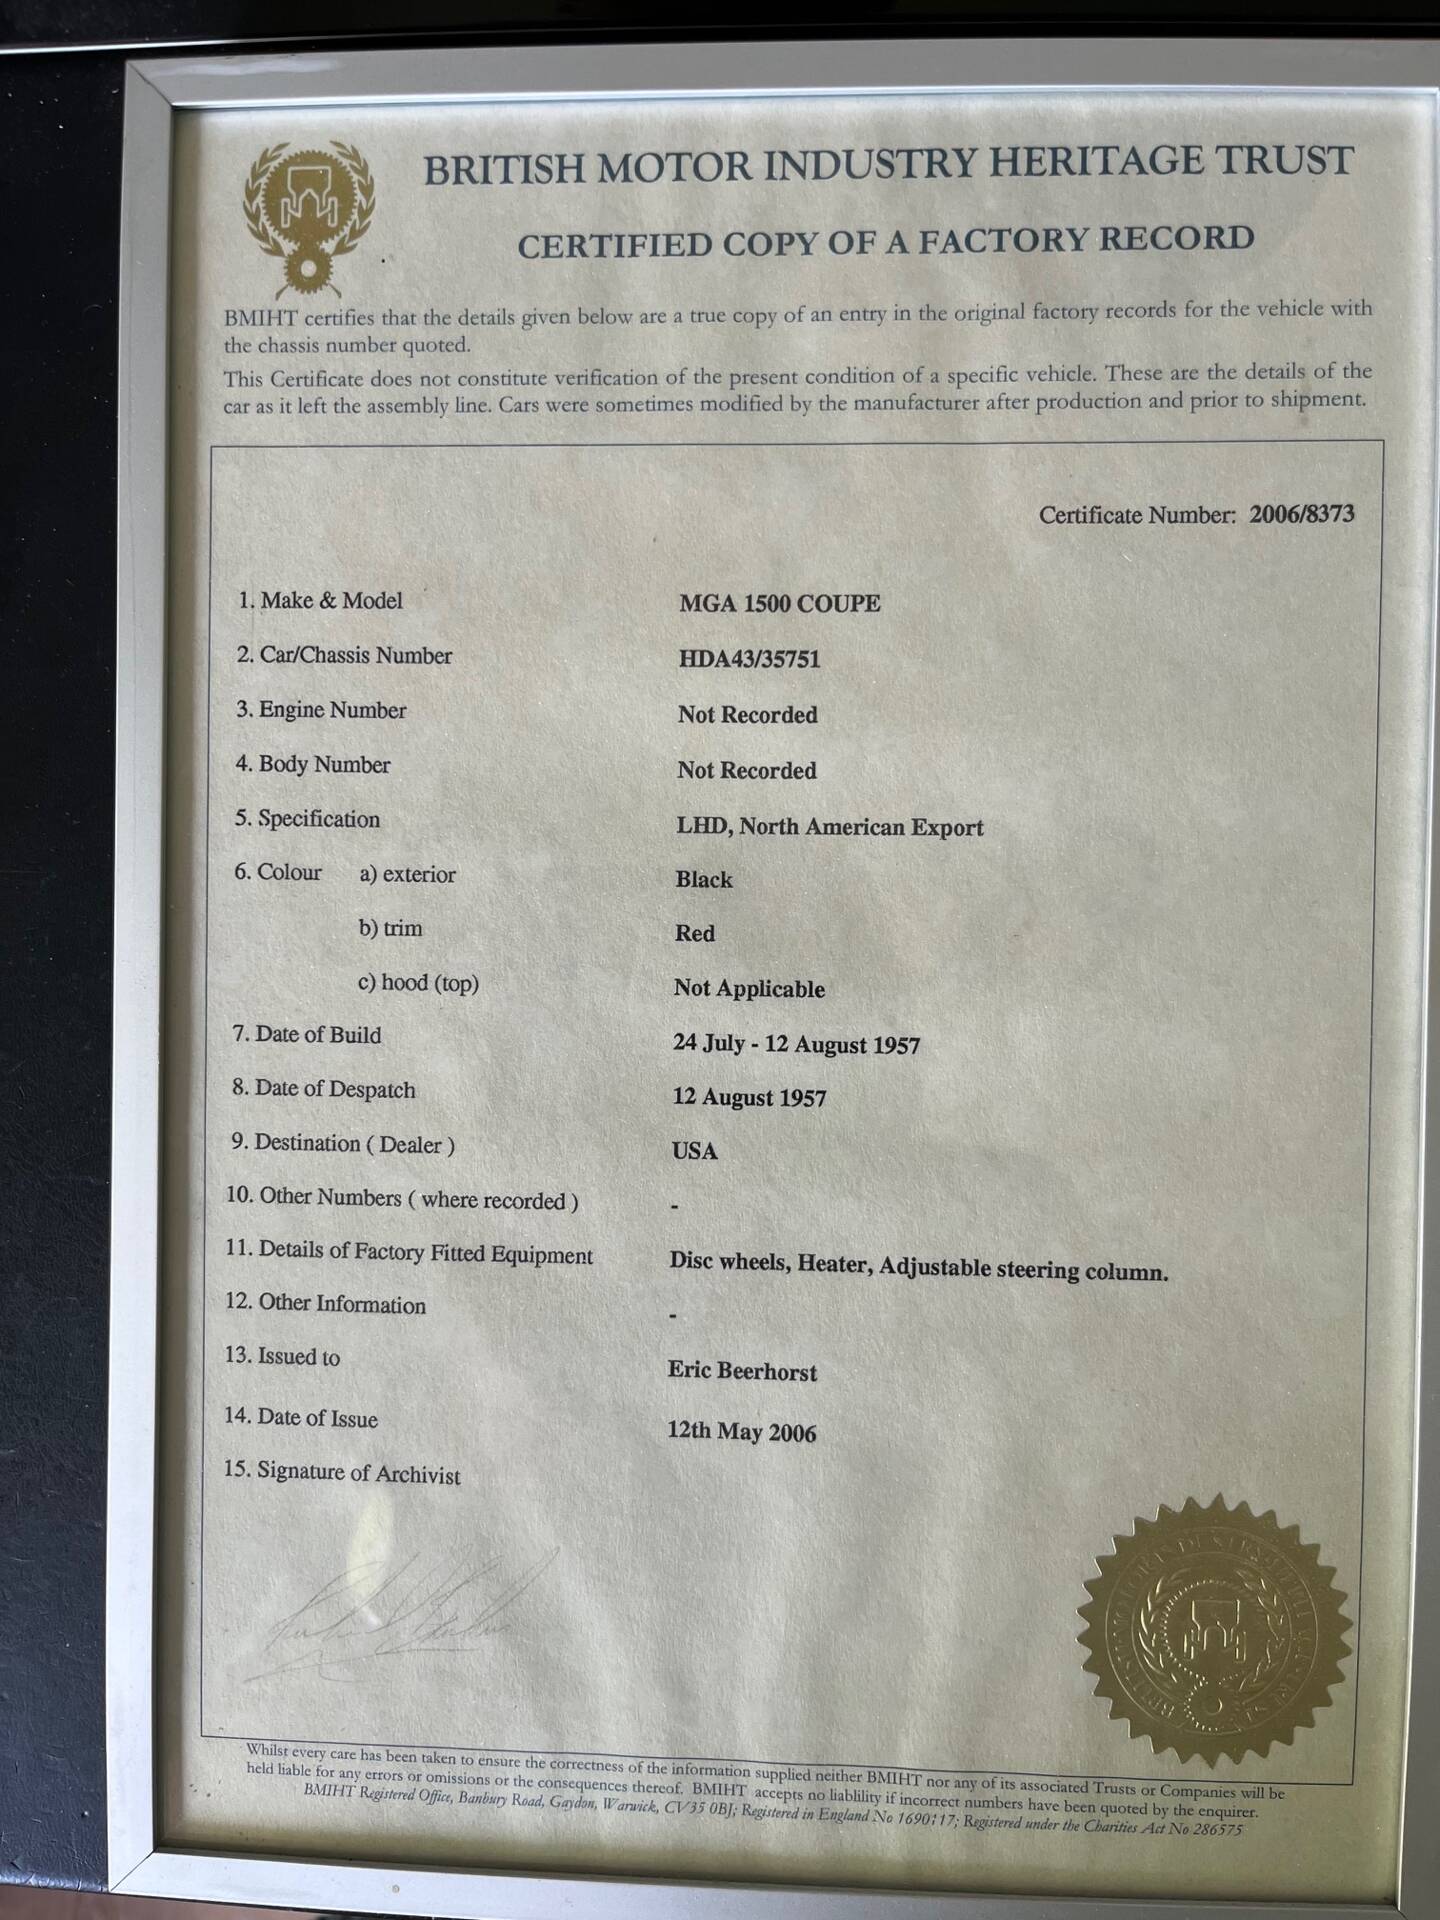 BRITISH MOTOR INDUSTRY HERITAGE TRUST
CERTIFIED COPY OF A FACTORY RECORD
BMIHT certifies that the details given below are a true copy of an entry in the original factory records for the vehicle with
the chassis number quoted.
This Certificate does not constitute verification of the present condition of a specific vehicle. These are the details of the
car as it left the assembly line. Cars were sometimes modified by the manufacturer after production and prior to shipment.
Certificate Number: 2006/8373
1. Make & Model MGA 1500 COUPE
2. Car/Chassis Number HDA43/35751
3. Engine Number Not Recorded
4. Body Number Not Recorded
5. Specification LHD, North American Export
6. Colour a) exterior Black
b) trim Red
c) hood (top) Not Applicable
7. Date of Build 24 July - 12 August 1957
8. Date of Despatch 12 August 1957
9. Destination ( Dealer ) USA
10. Other Numbers ( where recorded ) -
11. Details of Factory Fitted Equipment Disc wheels, Heater, Adjustable steering column.
12. Other Information -
13. Issued to Eric Beerhorst
14. Date of Issue 12th May 2006
15. Signature of Archivist
Whilst every care has been taken to ensure the correctness of the information supplied neither BMIHT nor any of its associated Trusts or Companies will be
held liable for any errors or omissions or the consequences thereof. BMIHT accepts no liablility if incorrect numbers have been quoted by the enquirer.
BMIHT Registered Office, Banbury Road, Gaydon, Warwick, CV35 0BJ; Registered in England No 1690117; Registered under the Charities Act No 286575